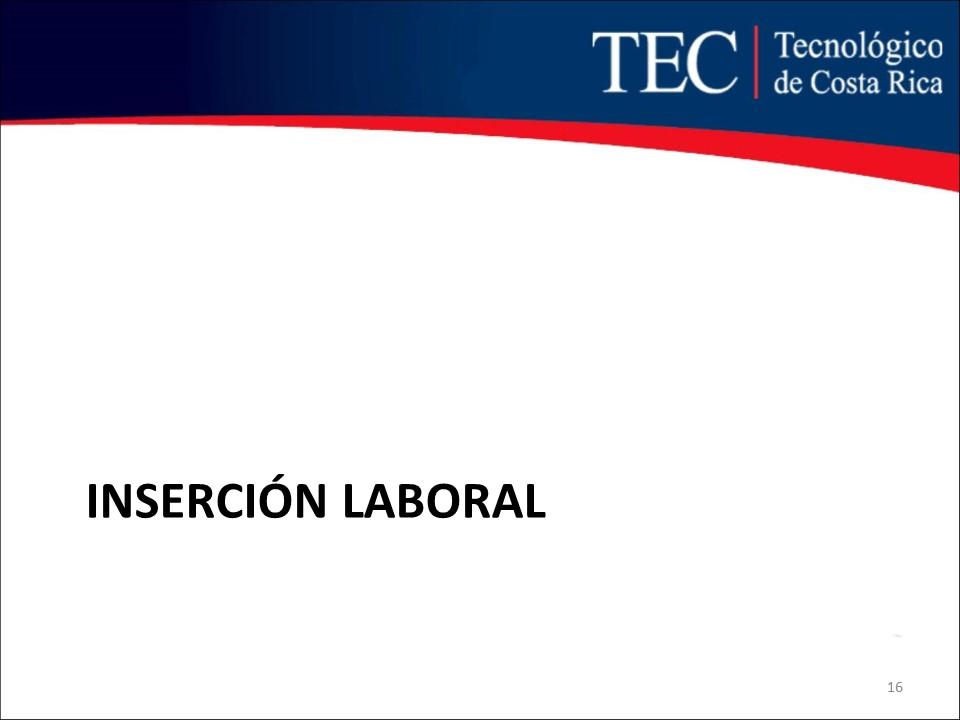 TEC
Tecnológico
de Costa Rica
INSERCIÓN LABORAL
16